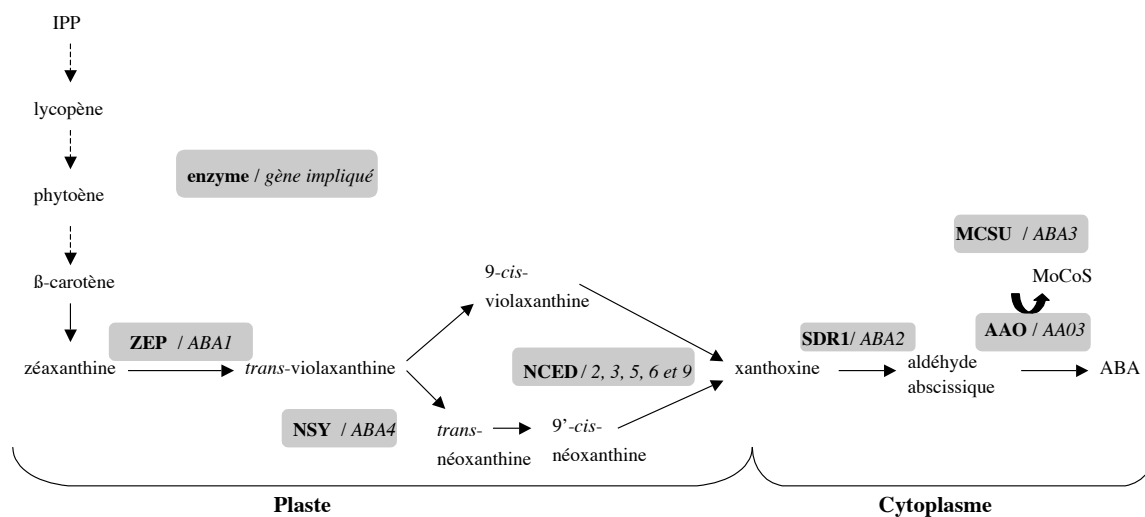 IPP
lycopène
enzyme / gène impliqué
phytoène
MCSU / ABA3
ß-carotène
9-cis-
violaxanthine
MoCoS
ZEP / ABA1
SDR1/ ABA2
AAO / AA03
zéaxanthine
trans-violaxanthine
NCED / 2, 3, 5, 6 et 9
xanthoxine
aldéhyde
abscissique
ABA
NSY / ABA4
trans-
néoxanthine
9’-cis-
néoxanthine
Plaste
Cytoplasme